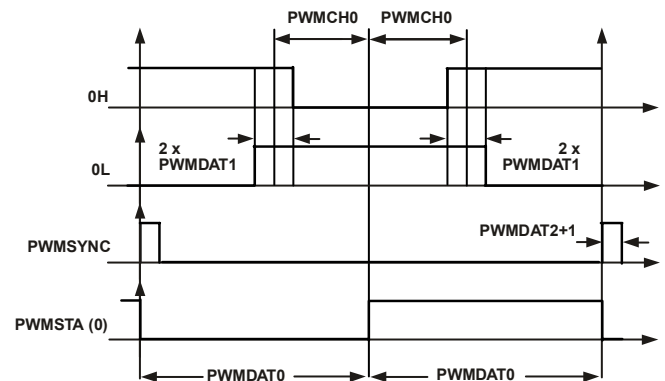 PWMCH0 PWMCH0
0H
2 x
PWMDAT1
2 x
PWMDAT1
0L
PWMSYNC
PWMDAT2+1
PWMSTA (0)
PWMDAT0 PWMDAT0